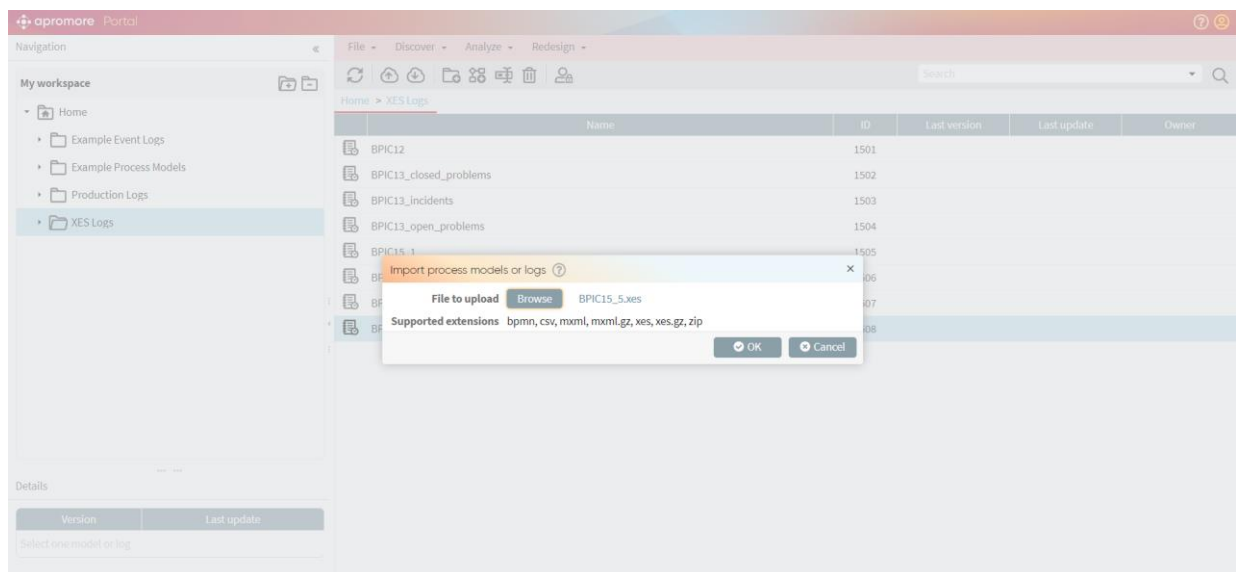 apromore Portal
Navigation
My workspace
Home
Example Event Logs
Example Process Models
Production Logs
XES Logs
Details
Version Last update
Select one model or log
File Discover Analyze Redesign
Search
Home > XES Logs
Name ID Last version Last update Owner
BPIC12 1501
BPIC13_closed_problems 1502
BPIC13_incidents 1503
BPIC13_open_problems 1504
BPIC15_1 1505
Import process models or logs
File to upload Browse BPIC15_5.xes
Supported extensions bpmn, csv, mxml, mxml.gz, xes, xes.gz, zip
OK Cancel